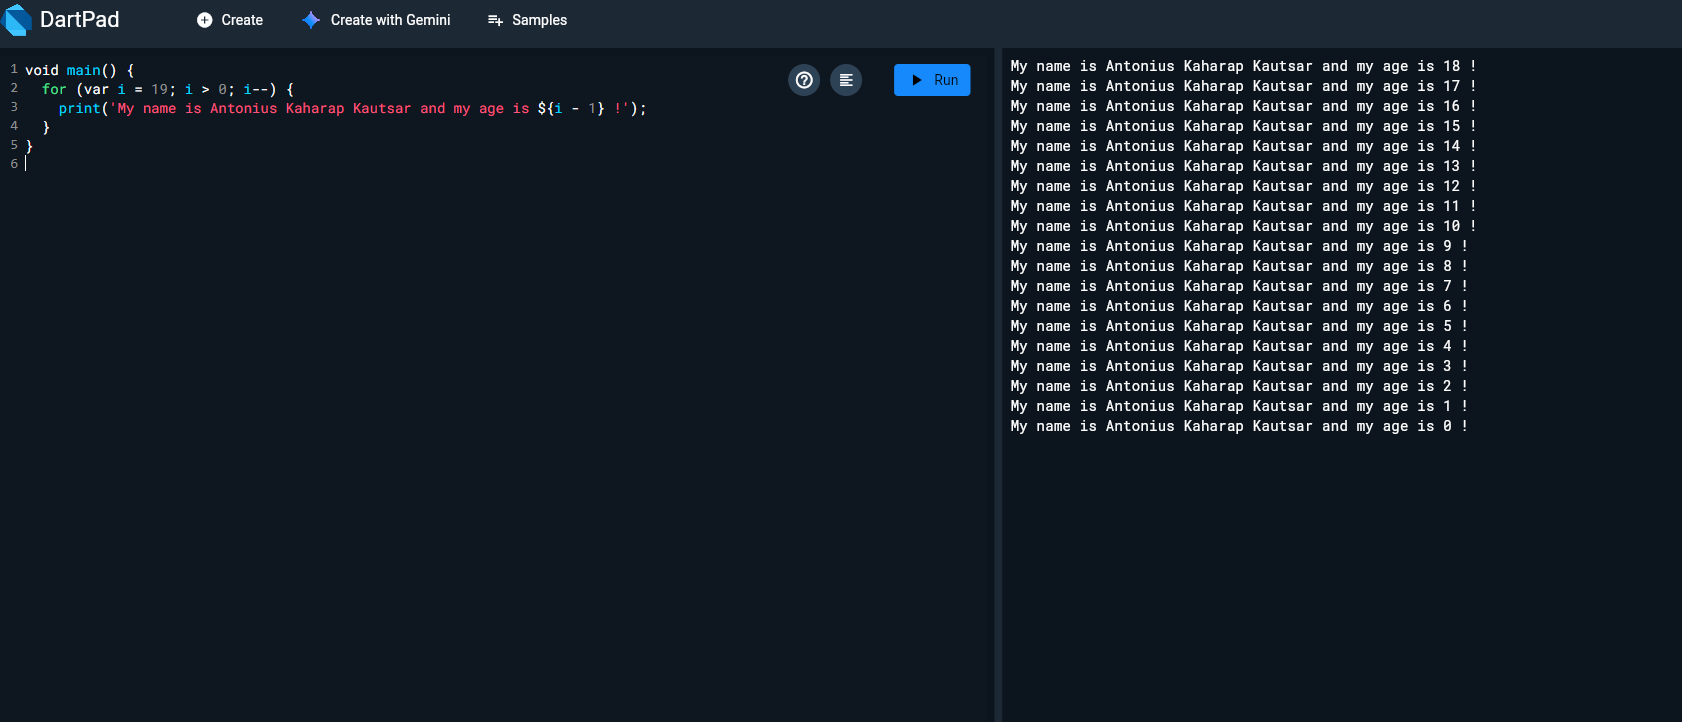 DartPad
Create
Create with Gemini
Samples
1 void main() {
2 for (var i = 19; i > 0; i--) {
3 print('My name is Antonius Kaharap Kautsar and my age is ${i - 1} !');
4 }
5 }
6
Run
My name is Antonius Kaharap Kautsar and my age is 18 !
My name is Antonius Kaharap Kautsar and my age is 17 !
My name is Antonius Kaharap Kautsar and my age is 16 !
My name is Antonius Kaharap Kautsar and my age is 15 !
My name is Antonius Kaharap Kautsar and my age is 14 !
My name is Antonius Kaharap Kautsar and my age is 13 !
My name is Antonius Kaharap Kautsar and my age is 12 !
My name is Antonius Kaharap Kautsar and my age is 11 !
My name is Antonius Kaharap Kautsar and my age is 10 !
My name is Antonius Kaharap Kautsar and my age is 9 !
My name is Antonius Kaharap Kautsar and my age is 8 !
My name is Antonius Kaharap Kautsar and my age is 7 !
My name is Antonius Kaharap Kautsar and my age is 6 !
My name is Antonius Kaharap Kautsar and my age is 5 !
My name is Antonius Kaharap Kautsar and my age is 4 !
My name is Antonius Kaharap Kautsar and my age is 3 !
My name is Antonius Kaharap Kautsar and my age is 2 !
My name is Antonius Kaharap Kautsar and my age is 1 !
My name is Antonius Kaharap Kautsar and my age is 0 !